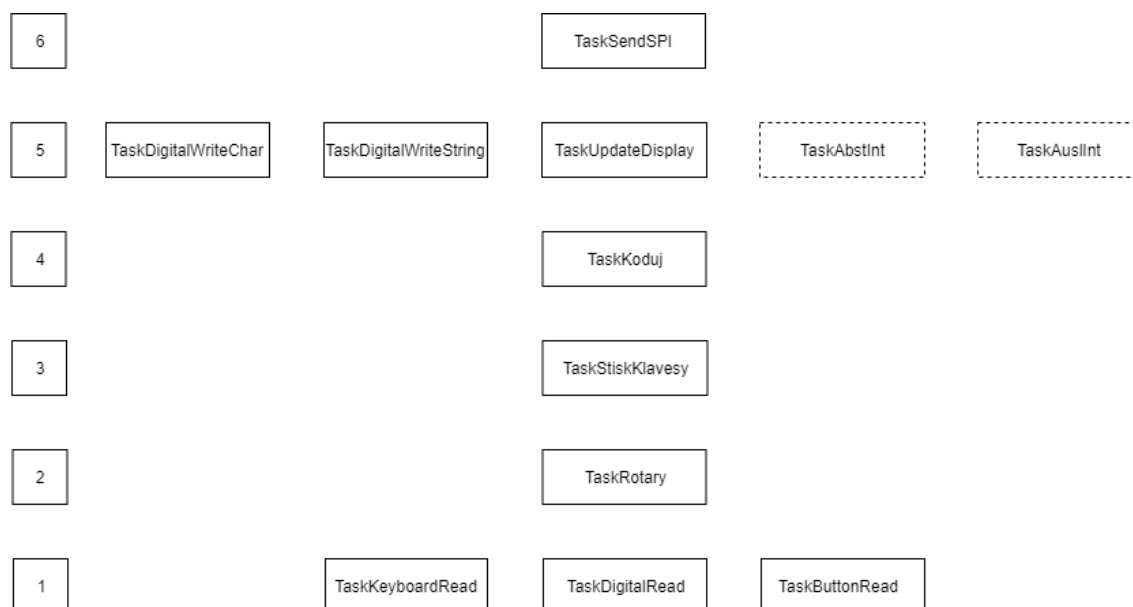 6
TaskSendSPI
5
TaskDigitalWriteChar
TaskDigitalWriteString
TaskUpdateDisplay
TaskAbstInt
TaskAuslInt
4
TaskKoduj
3
TaskStiskKlavesy
2
TaskRotary
1
TaskKeyboardRead
TaskDigitalRead
TaskButtonRead